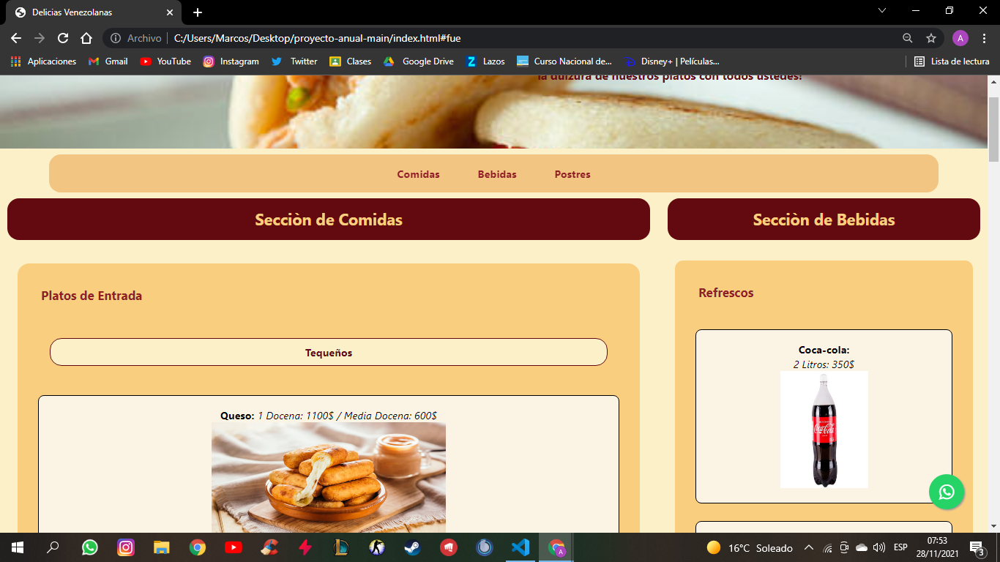 Delicias Venezolanas
Archivo C:/Users/Marcos/Desktop/proyecto-anual-main/index.html#fue
A
Aplicaciones Gmail YouTube Instagram Twitter Clases Google Drive Lazos Curso Nacional de... Disney+ | Películas... Lista de lectura
la dulzura de nuestros platos con todos ustedes!
Comidas Bebidas Postres
Secciòn de Comidas
Secciòn de Bebidas
Platos de Entrada
Refrescos
Tequeños
Coca-cola:
2 Litros: 350$
Coca-Cola
Queso: 1 Docena: 1100$ / Media Docena: 600$
16°C Soleado ESP 07:53
28/11/2021
3